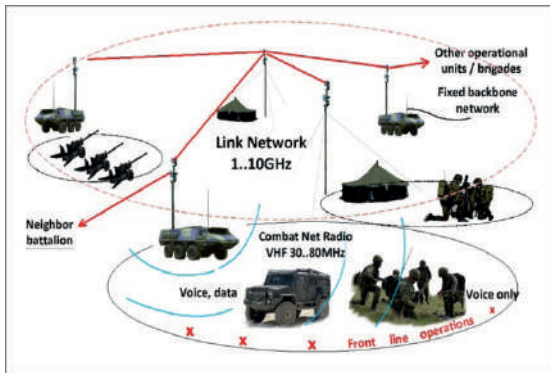 Other operational
units / brigades
Fixed backbone
network
Link Network
1..10GHz
Neighbor
battalion
Combat Net Radio
VHF 30..80MHz
Voice, data
Voice only
x x x Front line operations x